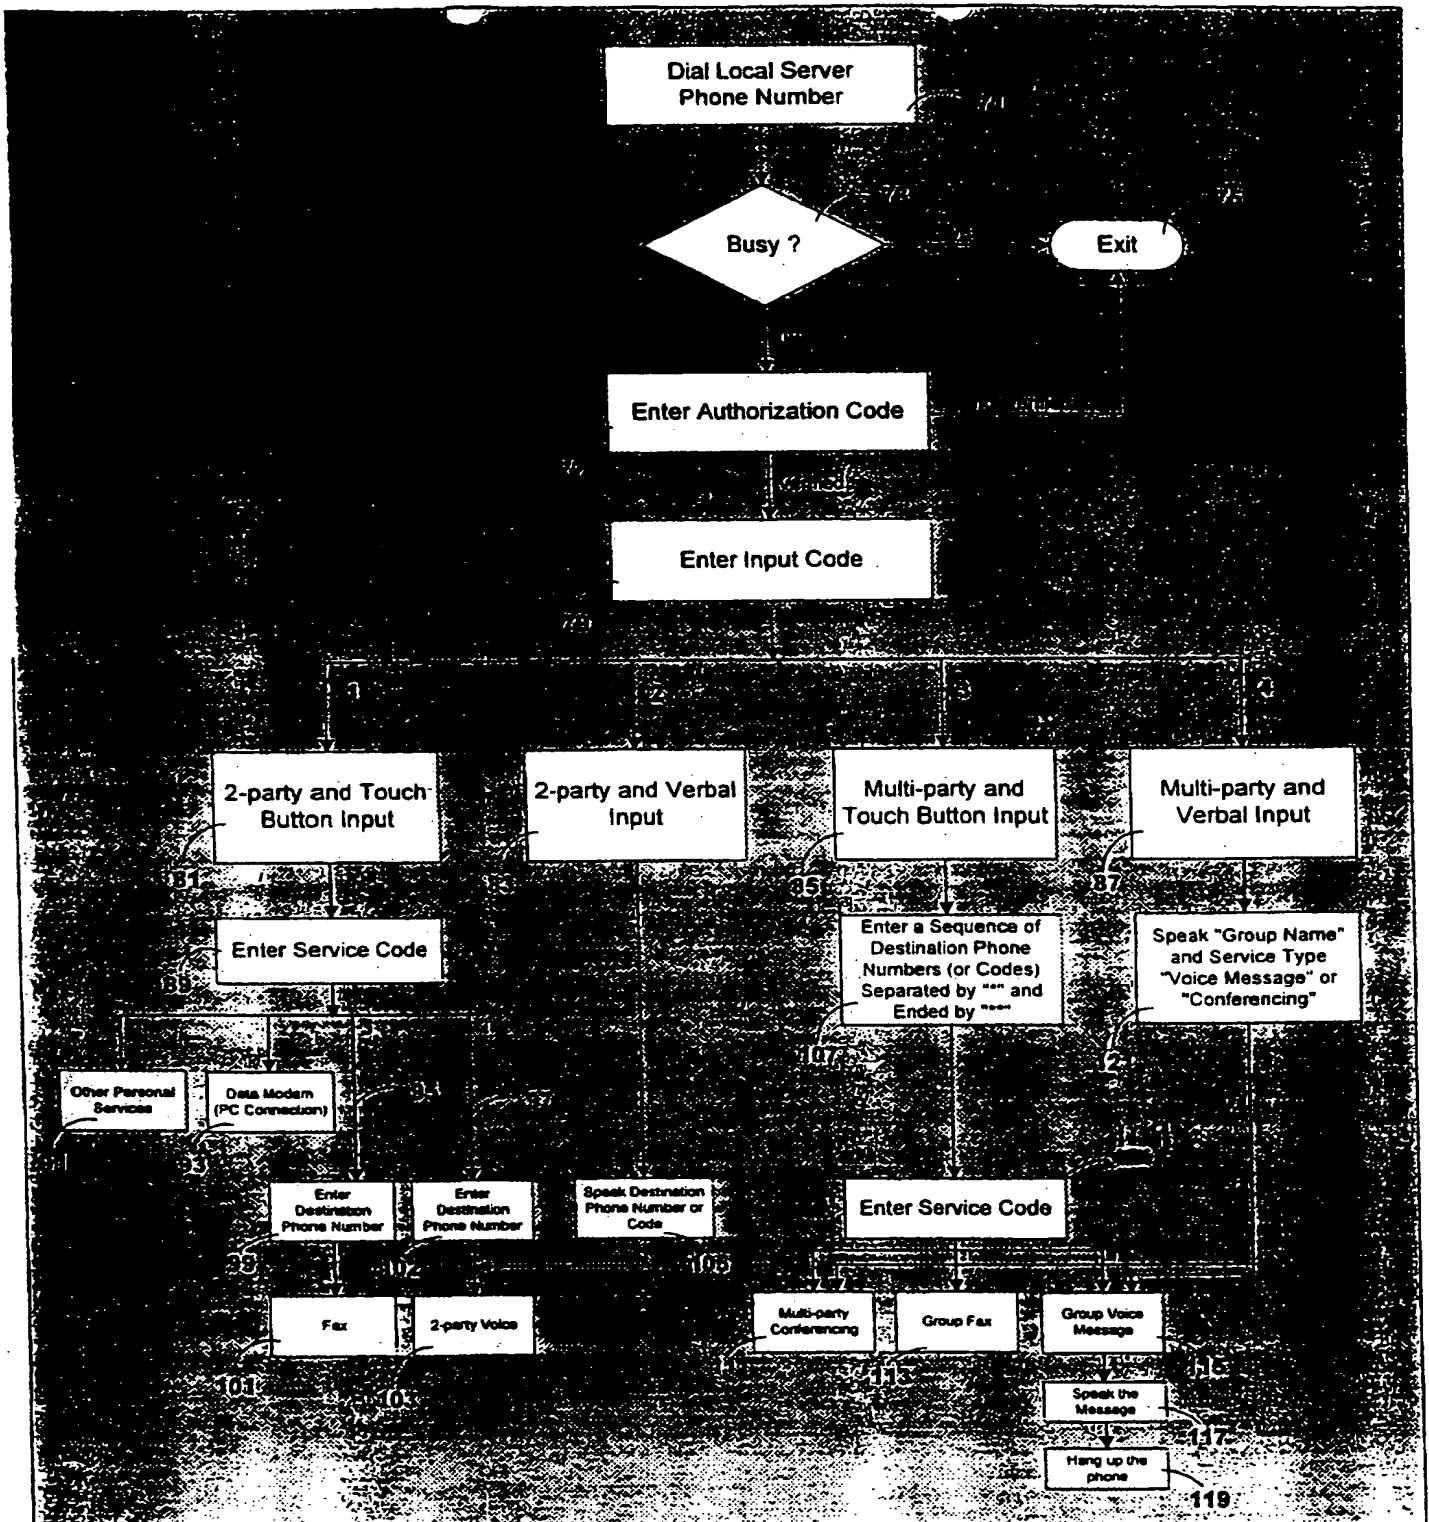 Dial Local Server
Phone Number
73
Busy ?
Exit
Enter Authorization Code
Enter Input Code
1
2
3
4
2-party and Touch
Button Input
2-party and Verbal
Input
Multi-party and
Touch Button Input
Multi-party and
Verbal Input
81
83
85
87
Enter Service Code
89
Enter a Sequence of
Destination Phone
Numbers (or Codes)
Separated by "*" and
Ended by "**"
107
Speak "Group Name"
and Service Type
"Voice Message" or
"Conferencing"
Other Personal
Services
Data Modem
(PC Connection)
93
Enter
Destination
Phone Number
Enter
Destination
Phone Number
102
Speak Destination
Phone Number or
Code
105
Enter Service Code
Fax
101
2-party Voice
103
Multi-party
Conferencing
Group Fax
113
Group Voice
Message
115
Speak the
Message
117
Hang up the
phone
119